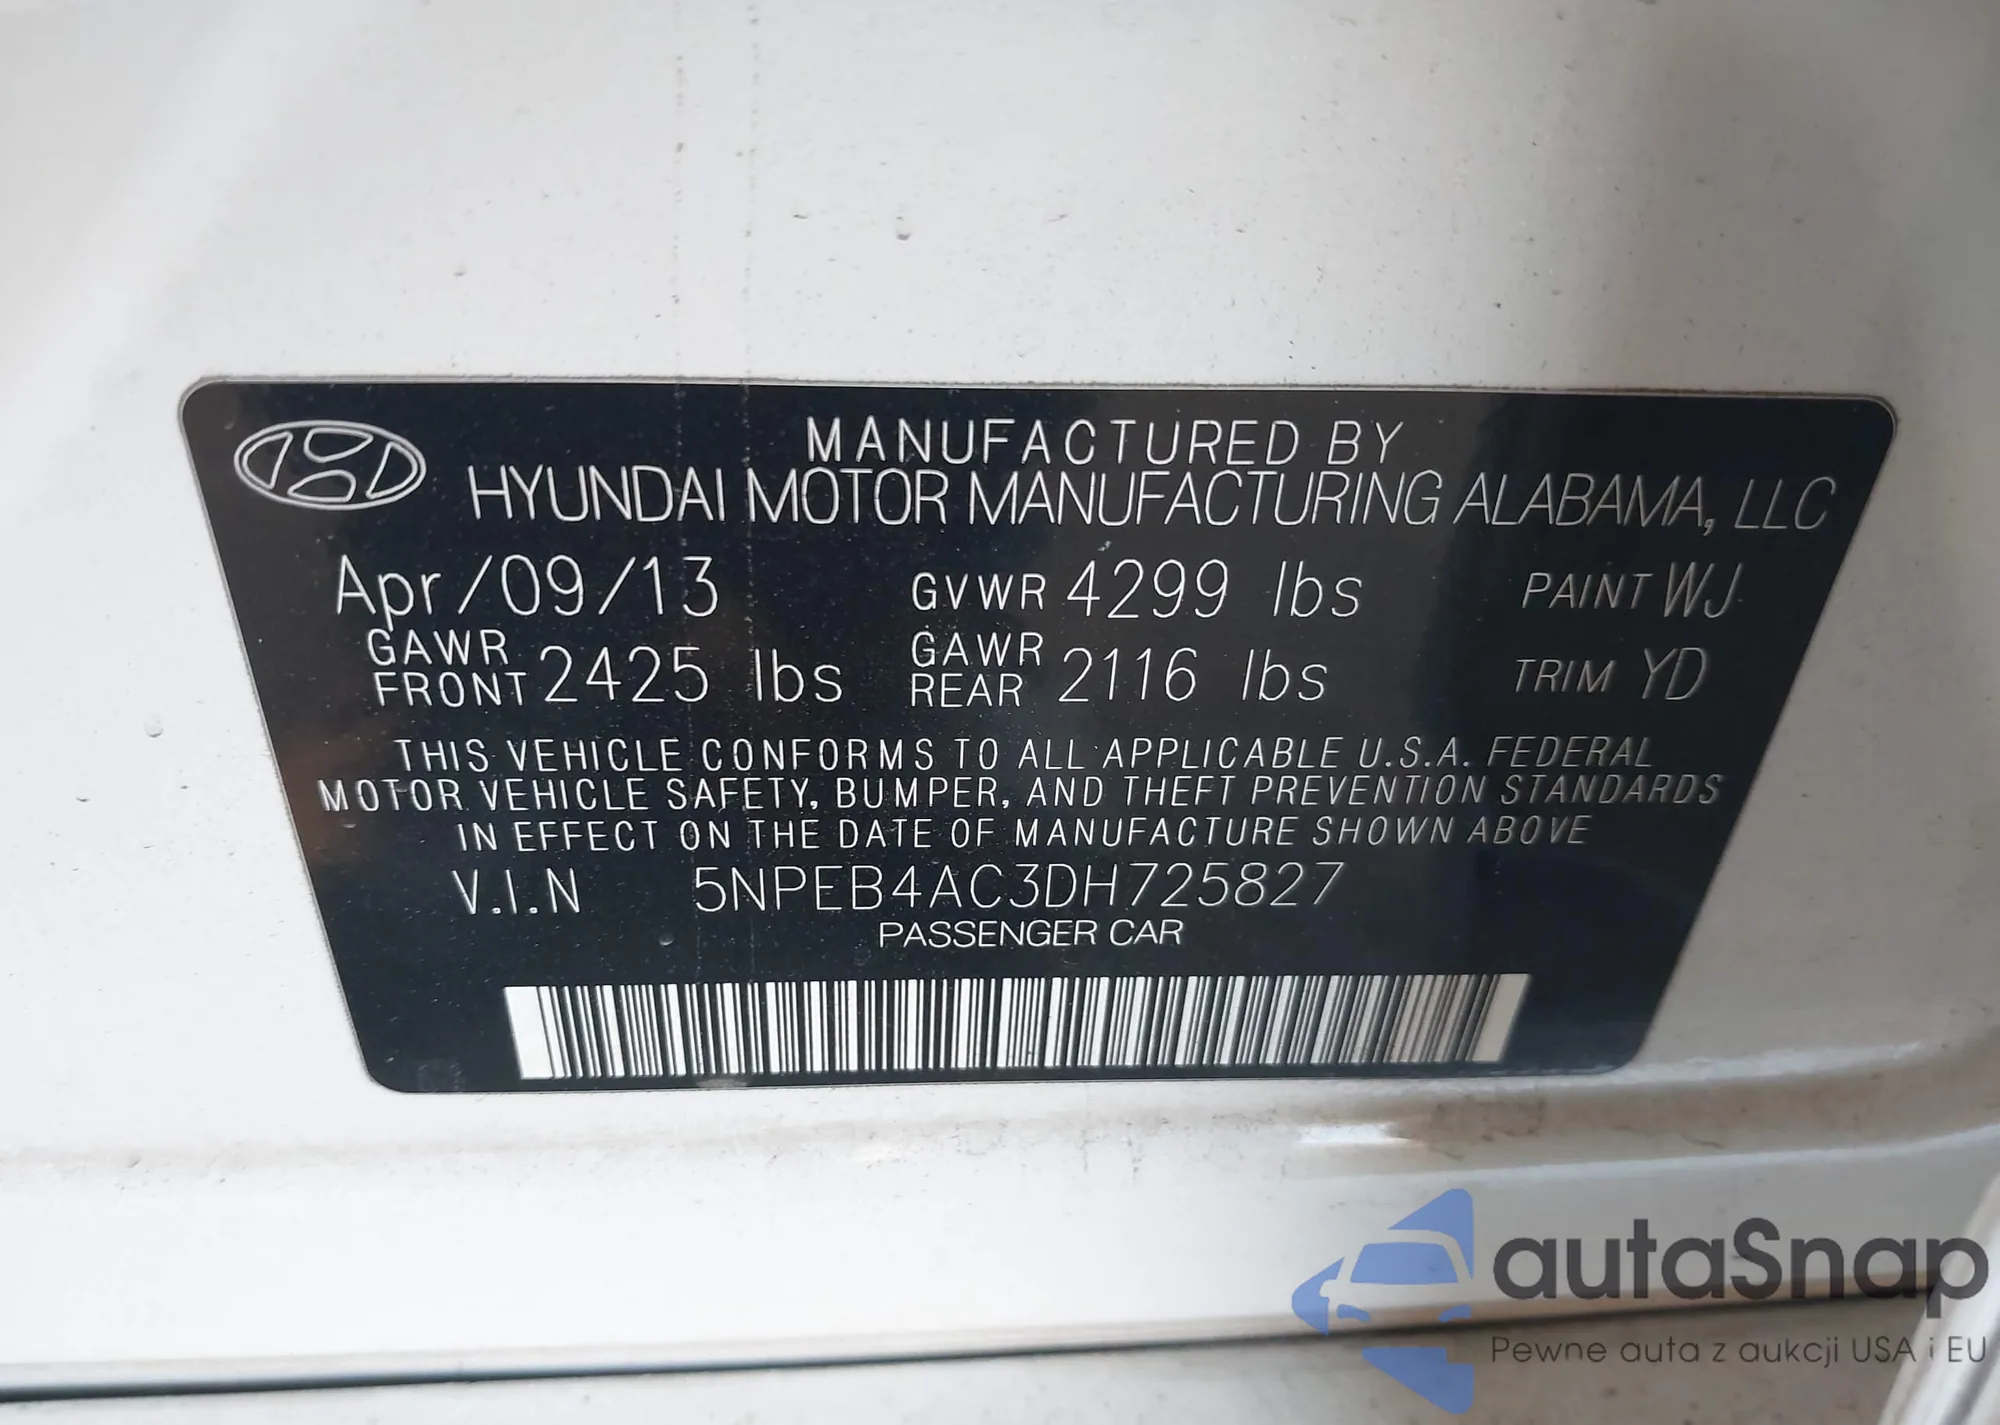 MANUFACTURED BY
HYUNDAI MOTOR MANUFACTURING ALABAMA, LLC
Apr/09/13 GVWR 4299 lbs PAINT WJ
GAWR FRONT 2425 lbs GAWR REAR 2116 lbs TRIM YD
THIS VEHICLE CONFORMS TO ALL APPLICABLE U.S.A. FEDERAL
MOTOR VEHICLE SAFETY, BUMPER, AND THEFT PREVENTION STANDARDS
IN EFFECT ON THE DATE OF MANUFACTURE SHOWN ABOVE
V.I.N 5NPEB4AC3DH725827
PASSENGER CAR
autaSnap
Pewne auta z aukcji USA i EU